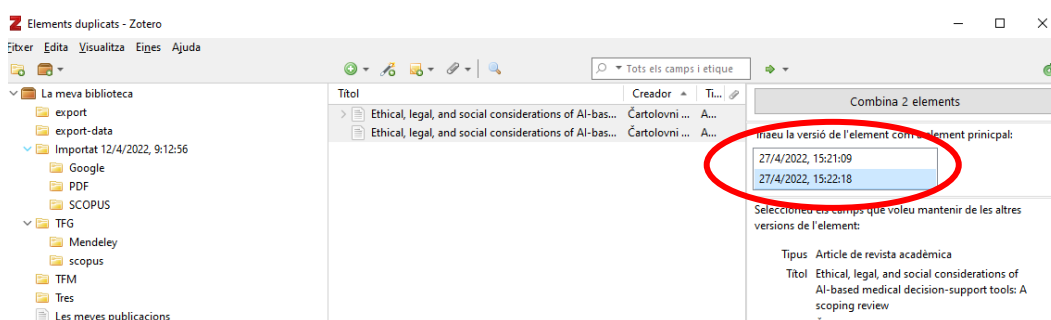 Elements duplicats - Zotero
Fitxer Edita Visualitza Eines Ajuda
Tots els camps i etique
La meva biblioteca
export
export-data
Importat 12/4/2022, 9:12:56
Google
PDF
SCOPUS
TFG
Mendeley
scopus
TFM
Tres
Les meves publicacions
Títol Creador Ti...
Ethical, legal, and social considerations of AI-bas... Čartolovni ... A...
Ethical, legal, and social considerations of AI-bas... Čartolovni ... A...
Combina 2 elements
Triaeu la versió de l'element com a element prinicpal:
27/4/2022, 15:21:09
27/4/2022, 15:22:18
Seleccioneu els camps que voleu mantenir de les altres
versions de l'element:
Tipus Article de revista acadèmica
Títol Ethical, legal, and social considerations of
AI-based medical decision-support tools: A
scoping review